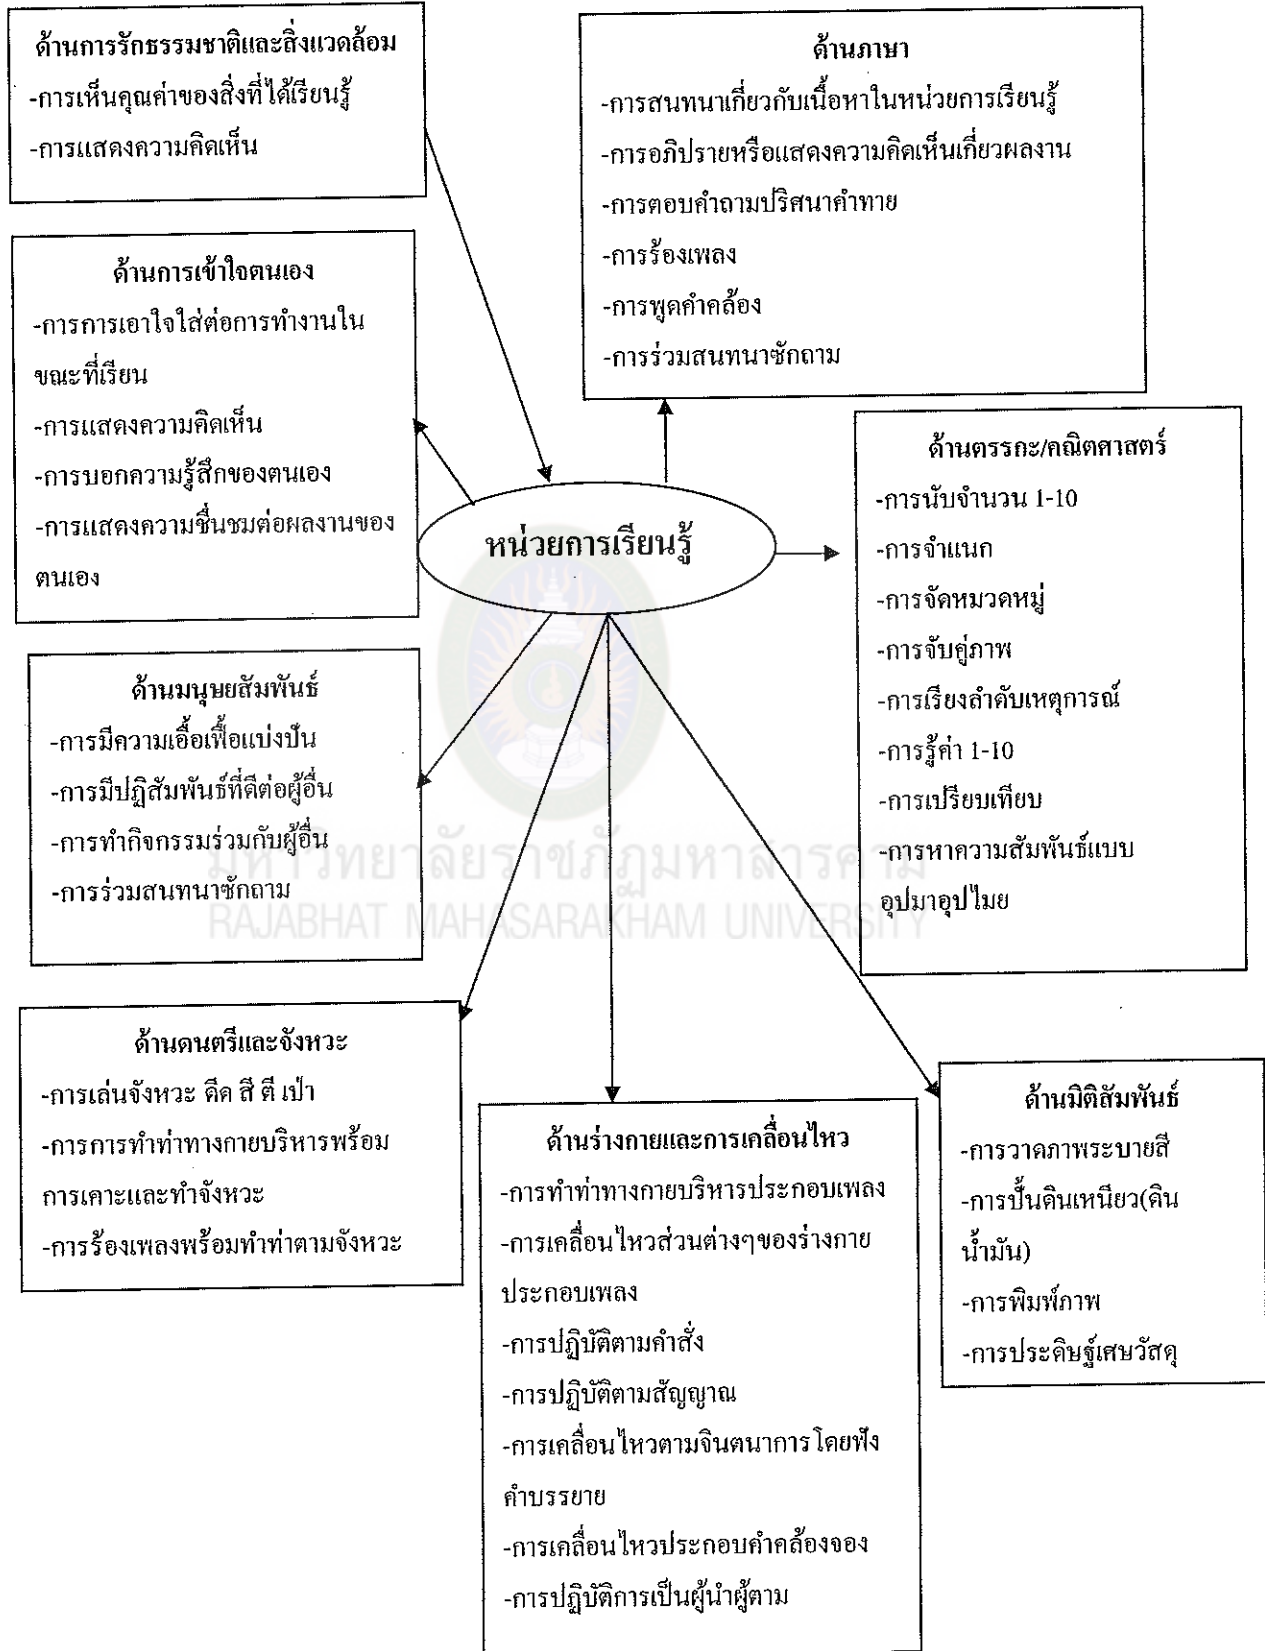 ด้านการรักธรรมชาติและสิ่งแวดล้อม
-การเห็นคุณค่าของสิ่งที่ได้เรียนรู้
-การแสดงความคิดเห็น
ด้านภาษา
-การสนทนาเกี่ยวกับเนื้อหาในหน่วยการเรียนรู้
-การอภิปรายหรือแสดงความคิดเห็นเกี่ยวผลงาน
-การตอบคำถามปริศนาคำทาย
-การร้องเพลง
-การพูดคำคล้อง
-การร่วมสนทนาซักถาม
ด้านการเข้าใจตนเอง
-การการเอาใจใส่ต่อการทำงานใน
ขณะที่เรียน
-การแสดงความคิดเห็น
-การบอกความรู้สึกของตนเอง
-การแสดงความชื่นชมต่อผลงานของ
ตนเอง
หน่วยการเรียนรู้
ด้านตรรกะ/คณิตศาสตร์
-การนับจำนวน 1-10
-การจำแนก
-การจัดหมวดหมู่
-การจับคู่ภาพ
-การเรียงลำดับเหตุการณ์
-การรู้ค่า 1-10
-การเปรียบเทียบ
-การหาความสัมพันธ์แบบ
อุปมาอุปไมย
ด้านมนุษยสัมพันธ์
-การมีความเอื้อเฟื้อแบ่งปัน
-การมีปฏิสัมพันธ์ที่ดีต่อผู้อื่น
-การทำกิจกรรมร่วมกับผู้อื่น
-การร่วมสนทนาซักถาม
มหาวิทยาลัยราชภัฏมหาสารคาม
RAJABHAT MAHASARAKHAM UNIVERSITY
ด้านดนตรีและจังหวะ
-การเล่นจังหวะ ดีด สี ตี เป่า
-การการทำท่าทางกายบริหารพร้อม
การเคาะและทำจังหวะ
-การร้องเพลงพร้อมทำท่าตามจังหวะ
ด้านร่างกายและการเคลื่อนไหว
-การทำท่าทางกายบริหารประกอบเพลง
-การเคลื่อนไหวส่วนต่างๆของร่างกาย
ประกอบเพลง
-การปฏิบัติตามคำสั่ง
-การปฏิบัติตามสัญญาณ
-การเคลื่อนไหวตามจินตนาการโดยฟัง
คำบรรยาย
-การเคลื่อนไหวประกอบคำคล้องจอง
-การปฏิบัติการเป็นผู้นำผู้ตาม
ด้านมิติสัมพันธ์
-การวาดภาพระบายสี
-การปั้นดินเหนียว(ดิน
น้ำมัน)
-การพิมพ์ภาพ
-การประดิษฐ์เศษวัสดุ